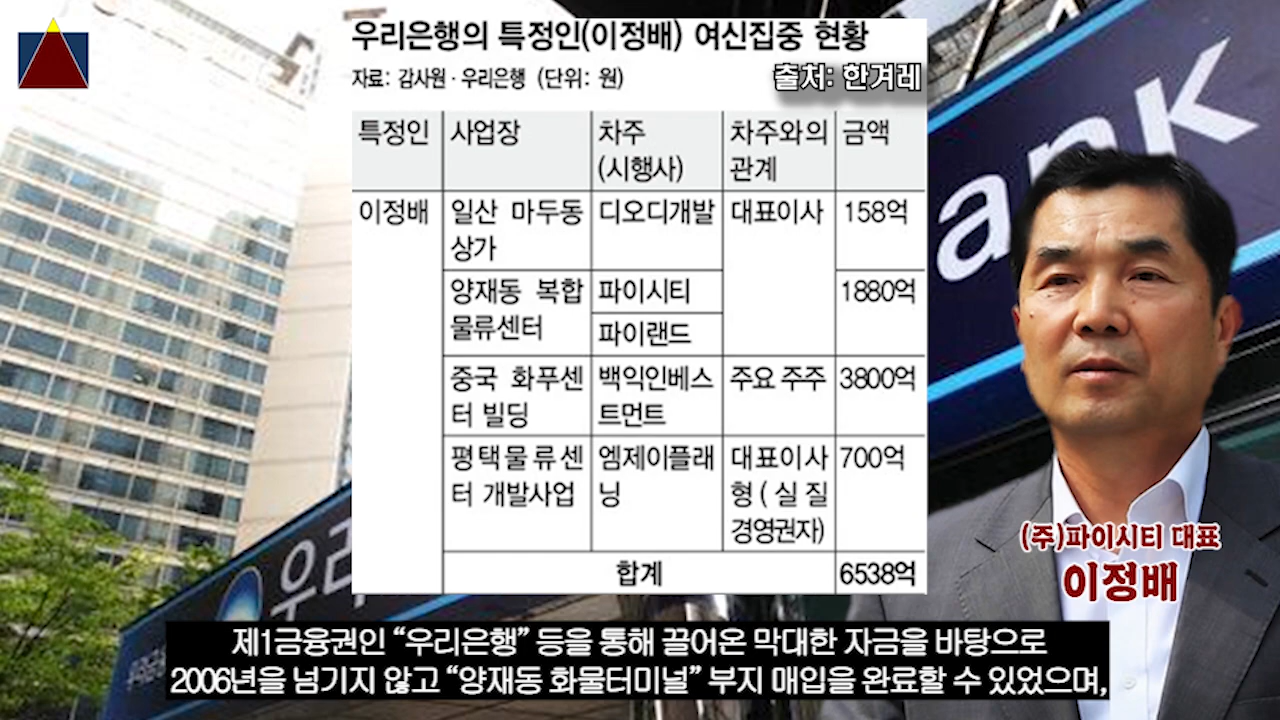 우리은행의 특정인(이정배) 여신집중 현황
자료: 감사원·우리은행 (단위: 원)
출처: 한겨레
특정인 사업장 차주 (시행사) 차주와의 관계 금액
이정배 일산 마두동 상가 디오디개발 대표이사 158억
양재동 복합 물류센터 파이시티 1880억
파이랜드
중국 화푸센터 빌딩 백익인베스트먼트 주요 주주 3800억
평택물류센터 개발사업 엠제이플래닝 대표이사 형(실질 경영권자) 700억
합계 6538억
ank
우리
(주)파이시티 대표
이정배
제1금융권인 “우리은행” 등을 통해 끌어온 막대한 자금을 바탕으로
2006년을 넘기지 않고 “양재동 화물터미널” 부지 매입을 완료할 수 있었으며,